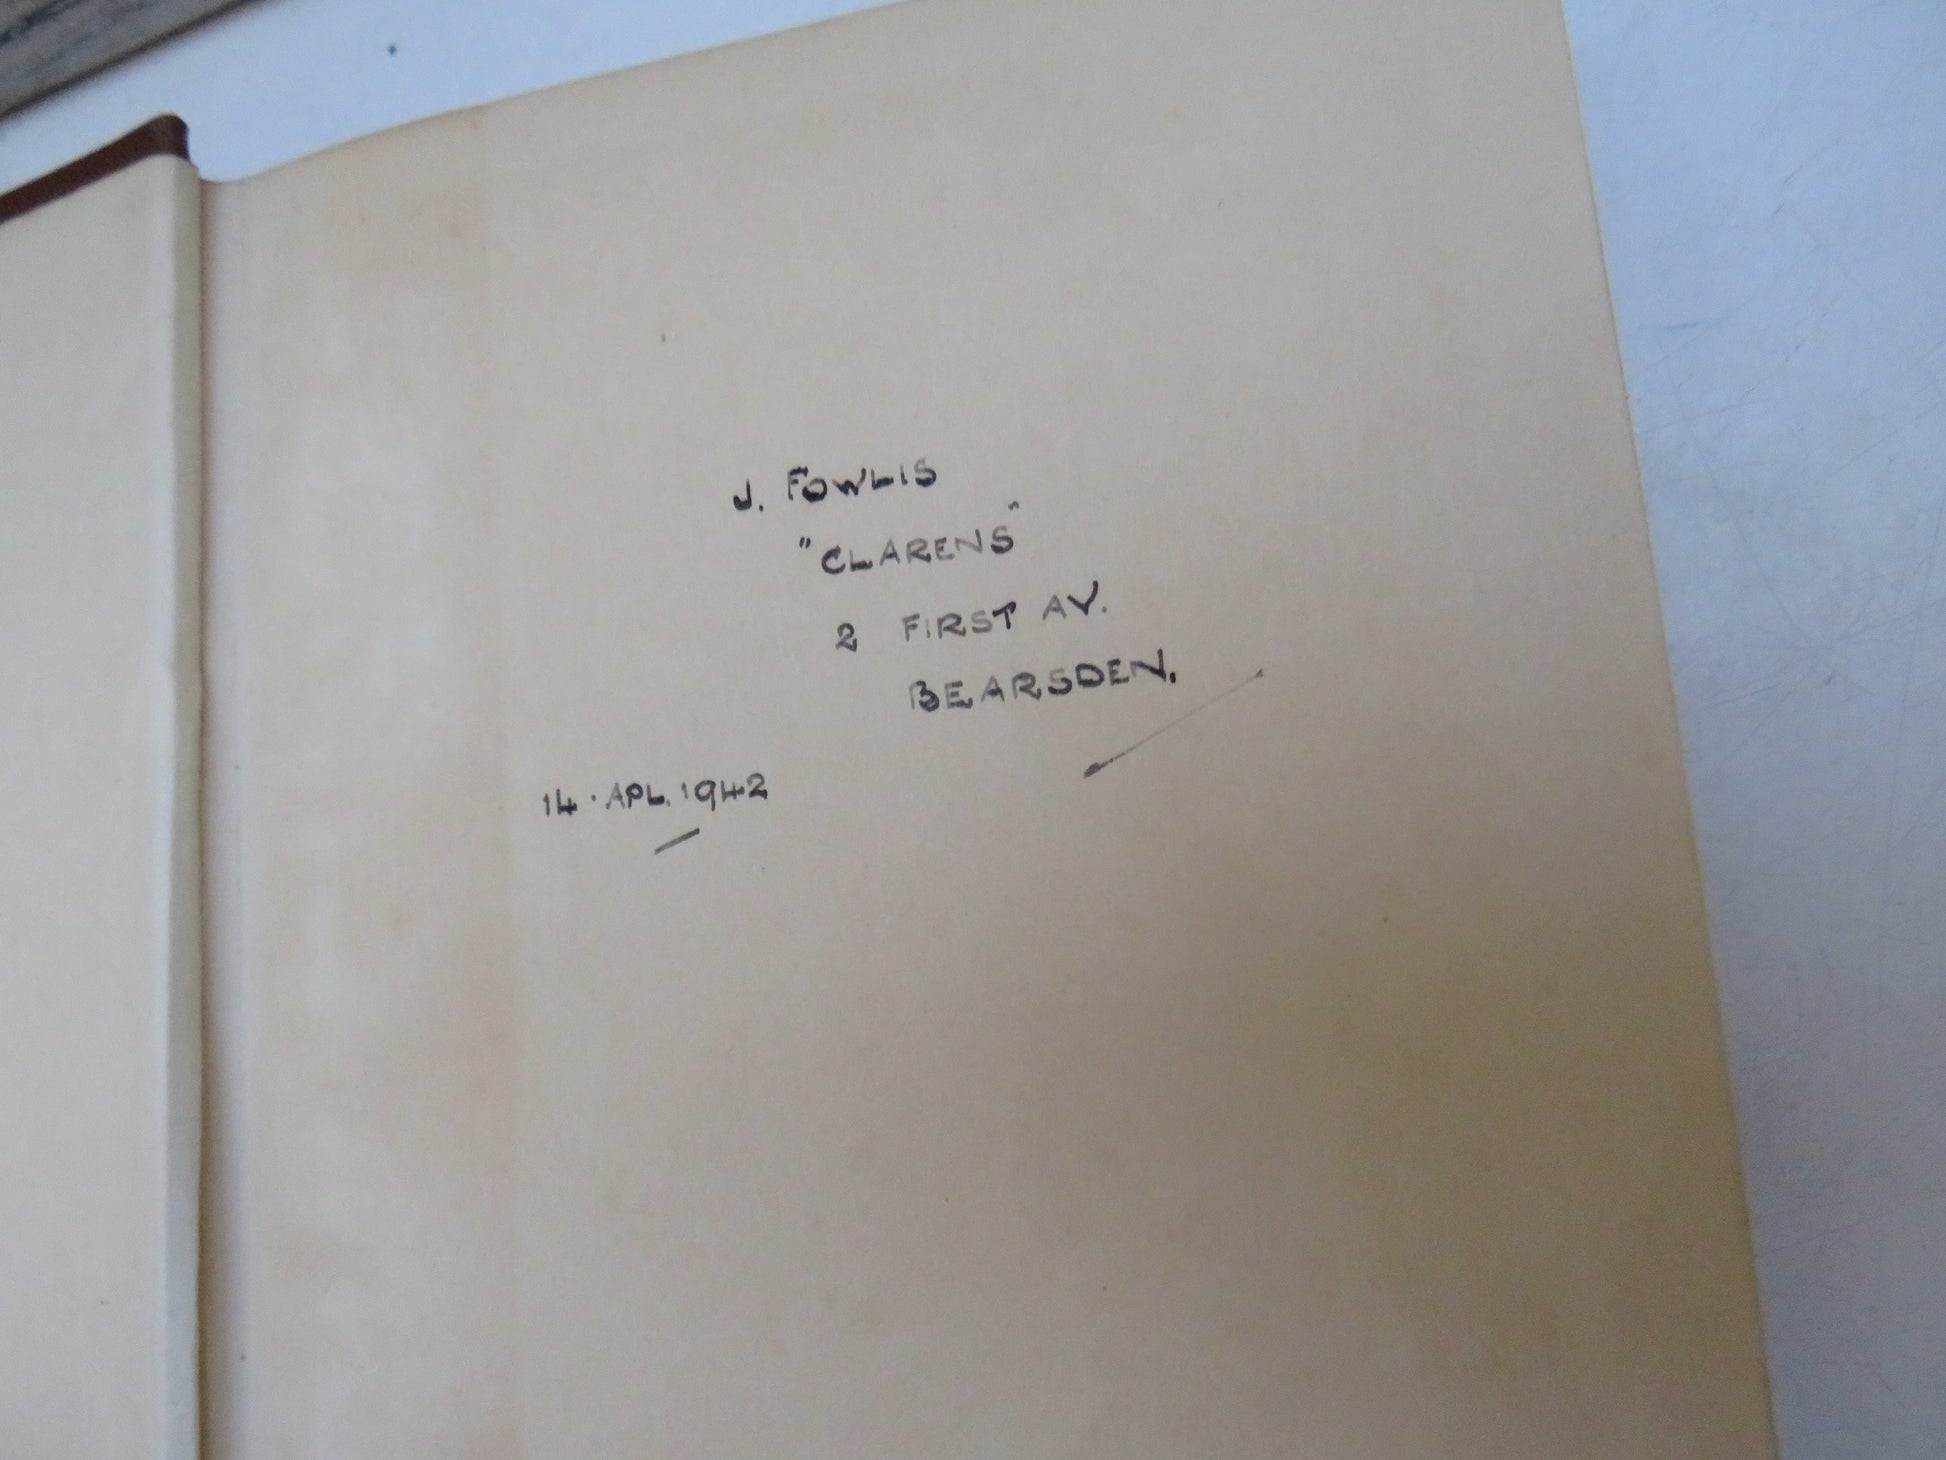 J. FOWLIS
"CLARENS"
2 FIRST AV.
BEARSDEN.
14 · APL. 1942